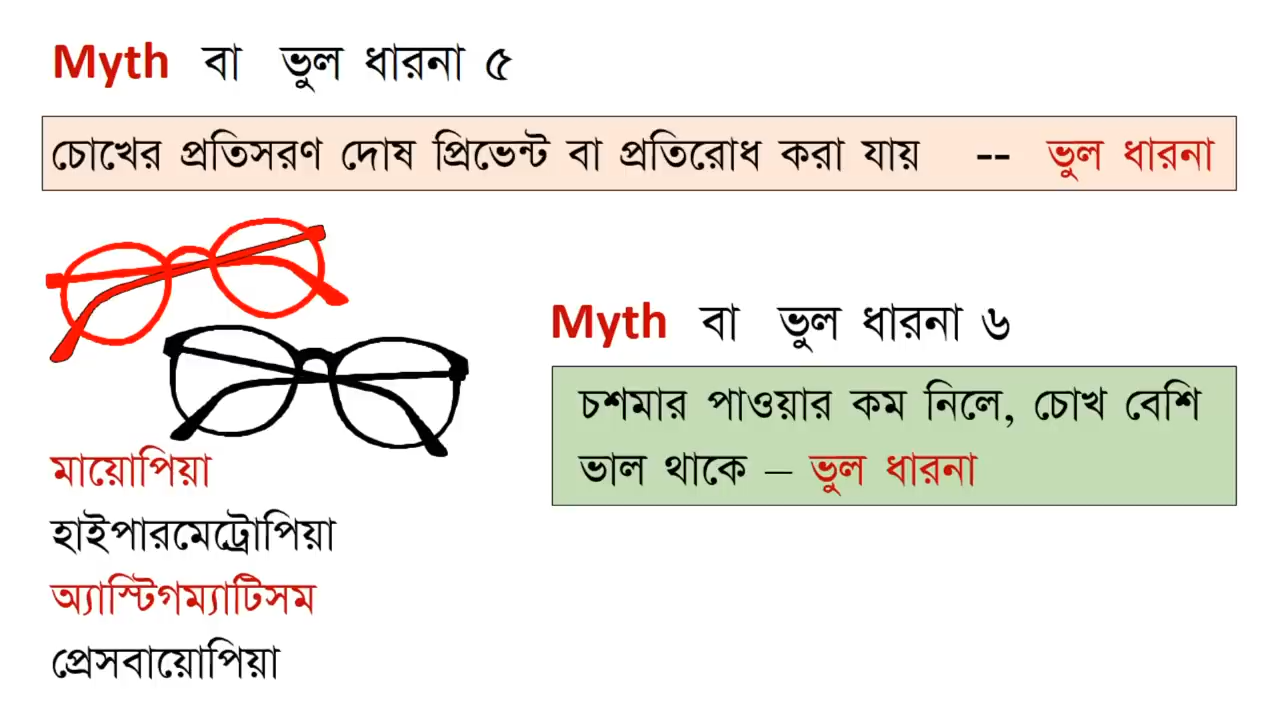 Myth বা ভুল ধারনা ৫
চোখের প্রতিসরণ দোষ প্রিভেন্ট বা প্রতিরোধ করা যায় -- ভুল ধারনা
Myth বা ভুল ধারনা ৬
চশমার পাওয়ার কম নিলে, চোখ বেশি
ভাল থাকে – ভুল ধারনা
মায়োপিয়া
হাইপারমেট্রোপিয়া
অ্যাস্টিগম্যাটিসম
প্রেসবায়োপিয়া